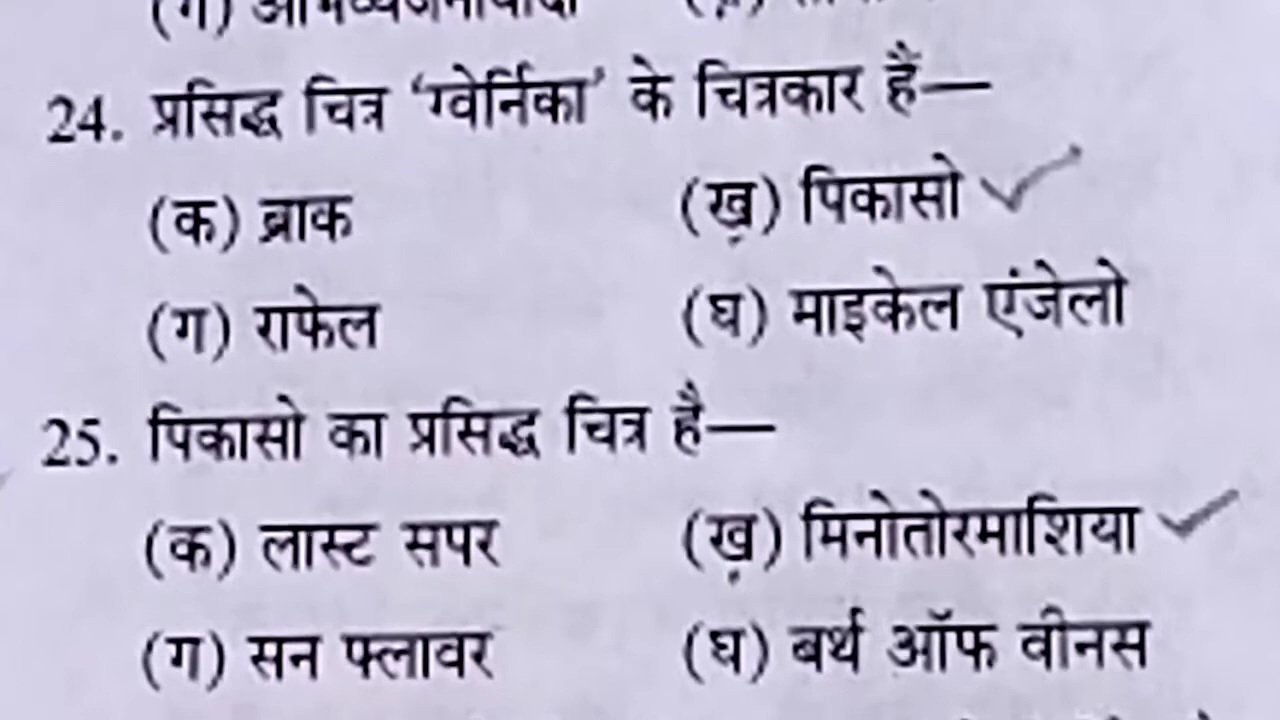 24. प्रसिद्ध चित्र ‘ग्वेर्निका’ के चित्रकार हैं—
(क) ब्राक (ख़) पिकासो
(ग) राफेल (घ) माइकेल एंजेलो
25. पिकासो का प्रसिद्ध चित्र है—
(क) लास्ट सपर (ख़) मिनोतोरमाशिया
(ग) सन फ्लावर (घ) बर्थ ऑफ वीनस